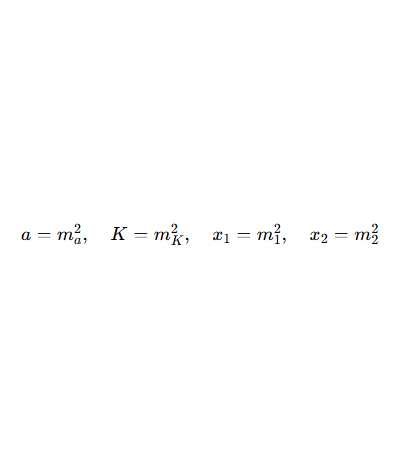 a = m_a^2, K = m_K^2, x_1 = m_1^2, x_2 = m_2^2